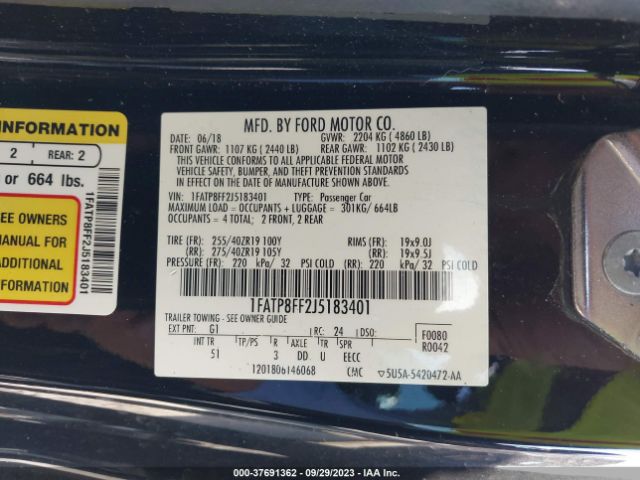 INFORMATION
2 REAR: 2
or 664 lbs.
EE OWNERS
MANUAL FOR
ADDITIONAL
INFORMATION
1FATP8FF2J5183401
MFD. BY FORD MOTOR CO.
DATE: 06/18 GVWR: 2204 KG ( 4860 LB)
FRONT GAWR: 1107 KG ( 2440 LB) REAR GAWR: 1102 KG ( 2430 LB)
THIS VEHICLE CONFORMS TO ALL APPLICABLE FEDERAL MOTOR
VEHICLE SAFETY, BUMPER, AND THEFT PREVENTION STANDARDS
IN EFFECT ON THE DATE OF MANUFACTURE SHOWN ABOVE.
VIN: 1FATP8FF2J5183401 TYPE: Passenger Car
MAXIMUM LOAD = OCCUPANTS + LUGGAGE = 301KG/ 664LB
OCCUPANTS = 4 TOTAL; 2 FRONT, 2 REAR
TIRE (FR): 255/40ZR19 100Y RIMS (FR): 19x9.0J
(RR): 275/40ZR19 105Y (RR): 19x9.5J
PRESSURE (FR): 220 kPa/ 32 PSI COLD (RR): 220 kPa/ 32 PSI COLD
1FATP8FF2J5183401
TRAILER TOWING - SEE OWNER GUIDE
EXT PNT: G1 RC: 24 DSO: F0080
INT TR TP/PS R AXLE TR SPR R0042
51 3 DD U EECC
1201806146068 CMC 5U5A-5420472-AA
000-37691362 - 09/29/2023 - IAA Inc.